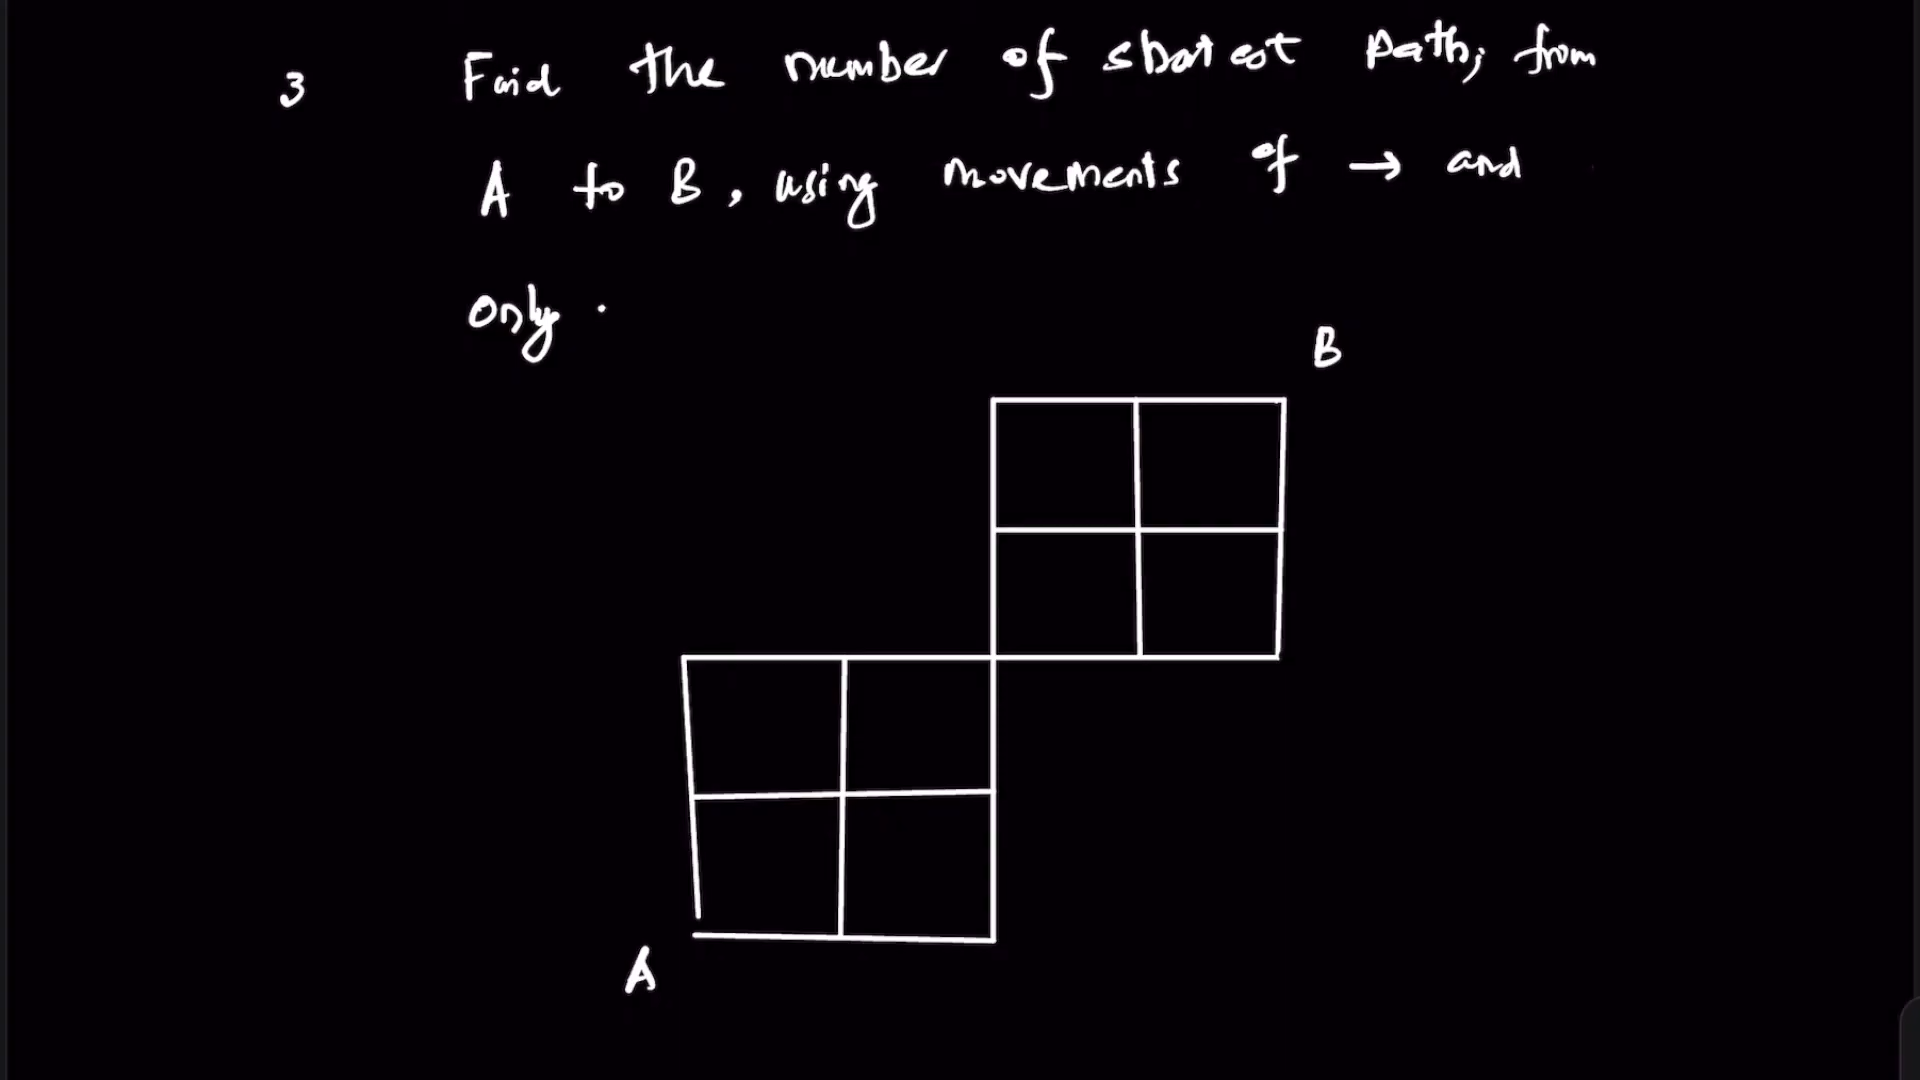 3 Find the number of shortest paths from
A to B, using movements of → and
only.
B
A